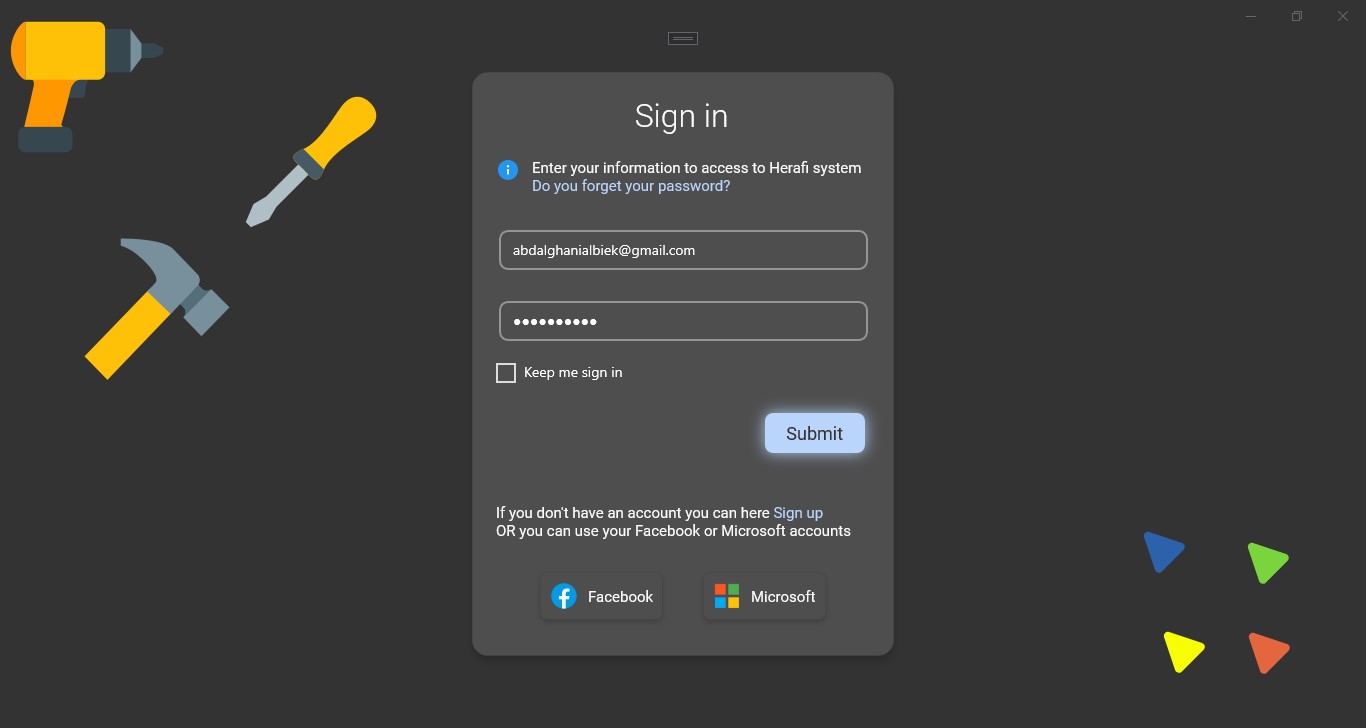 Sign in
Enter your information to access to Herafi system
Do you forget your password?
abdalghanialbiek@gmail.com
●●●●●●●●●●
Keep me sign in
Submit
If you don't have an account you can here Sign up
OR you can use your Facebook or Microsoft accounts
Facebook
Microsoft